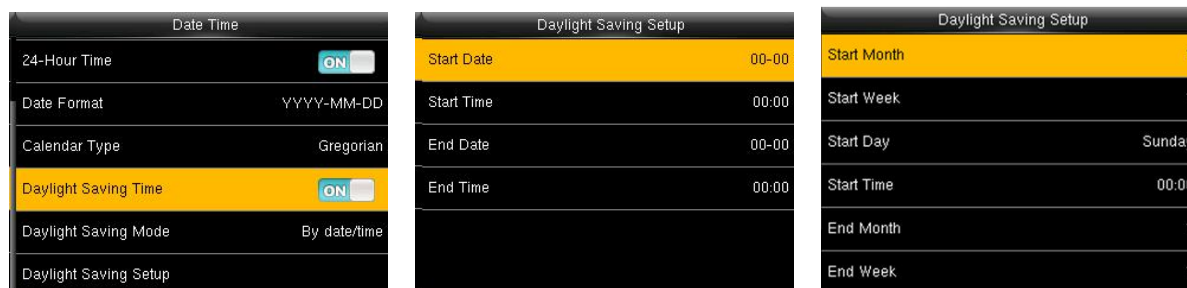 Date Time
24-Hour Time ON
Date Format YYYY-MM-DD
Calendar Type Gregorian
Daylight Saving Time ON
Daylight Saving Mode By date/time
Daylight Saving Setup
Daylight Saving Setup
Start Date 00-00
Start Time 00:00
End Date 00-00
End Time 00:00
Daylight Saving Setup
Start Month
Start Week
Start Day Sunda
Start Time 00:0
End Month
End Week